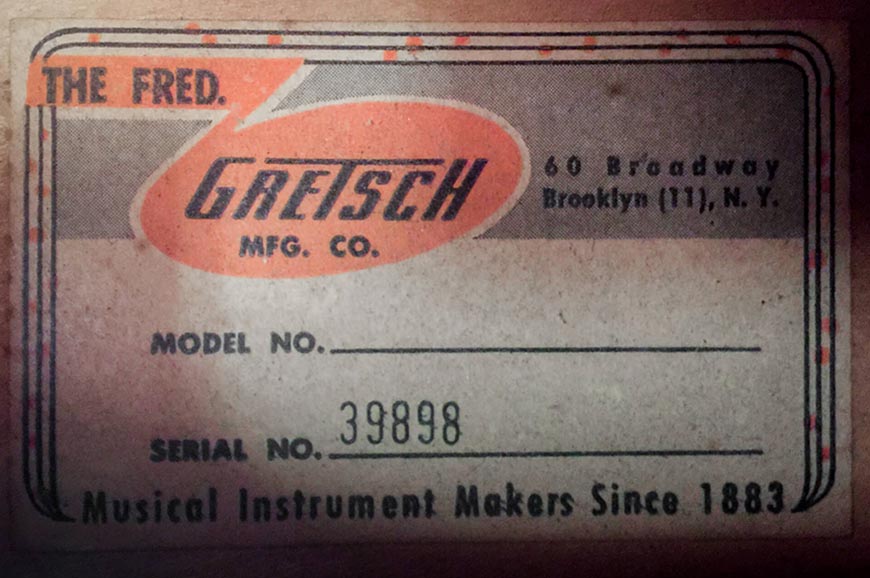 THE FRED.
GRETSCH
MFG. CO.
60 Broadway
Brooklyn (11), N. Y.
MODEL NO.
SERIAL NO. 39898
Musical Instrument Makers Since 1883